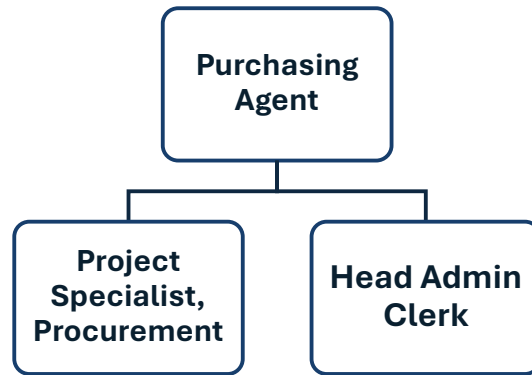 Purchasing
Agent
Project
Specialist,
Procurement
Head Admin
Clerk